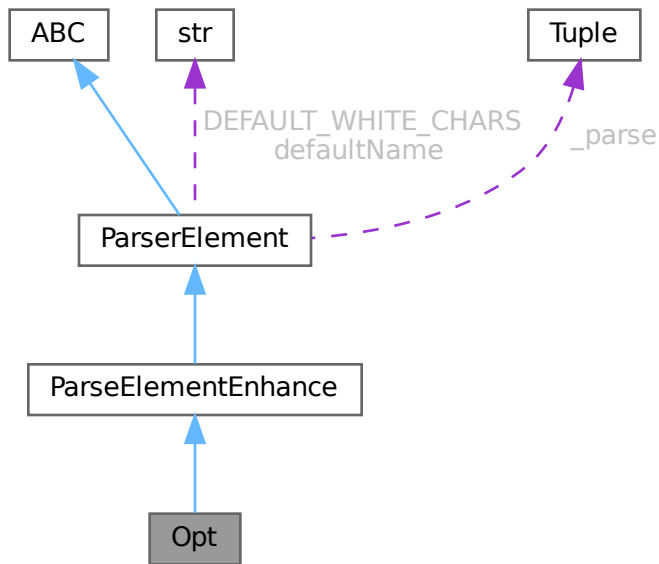 ABC
str
Tuple
DEFAULT_WHITE_CHARS
defaultName
_parse
ParserElement
ParseElementEnhance
Opt